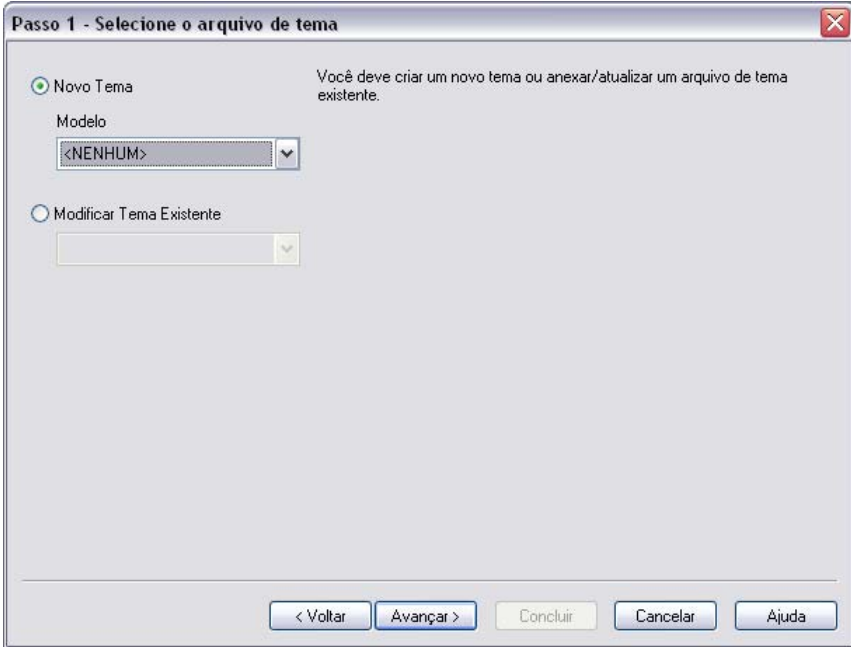 Passo 1 - Selecione o arquivo de tema
Novo Tema
Você deve criar um novo tema ou anexar/atualizar um arquivo de tema
existente.
Modelo
<NENHUM>
Modificar Tema Existente
< Voltar
Avançar >
Concluir
Cancelar
Ajuda